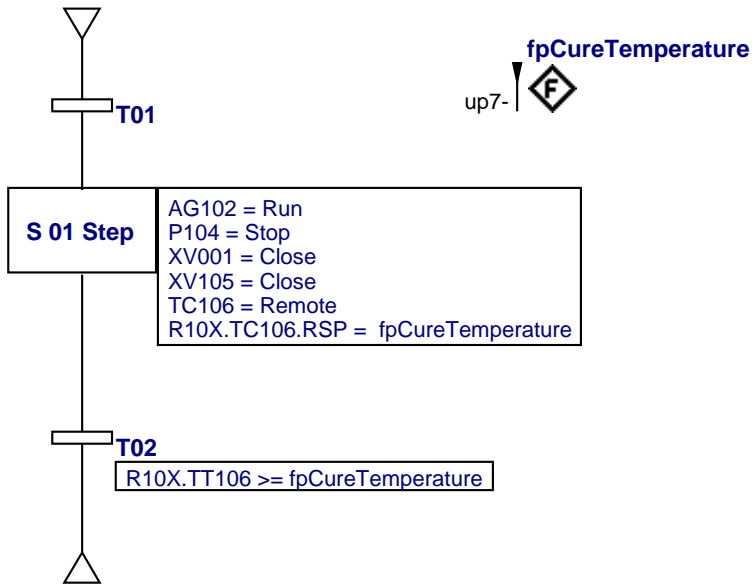 fpCureTemperature
up7-
F
T01
S 01 Step
AG102 = Run
P104 = Stop
XV001 = Close
XV105 = Close
TC106 = Remote
R10X.TC106.RSP = fpCureTemperature
T02
R10X.TT106 >= fpCureTemperature